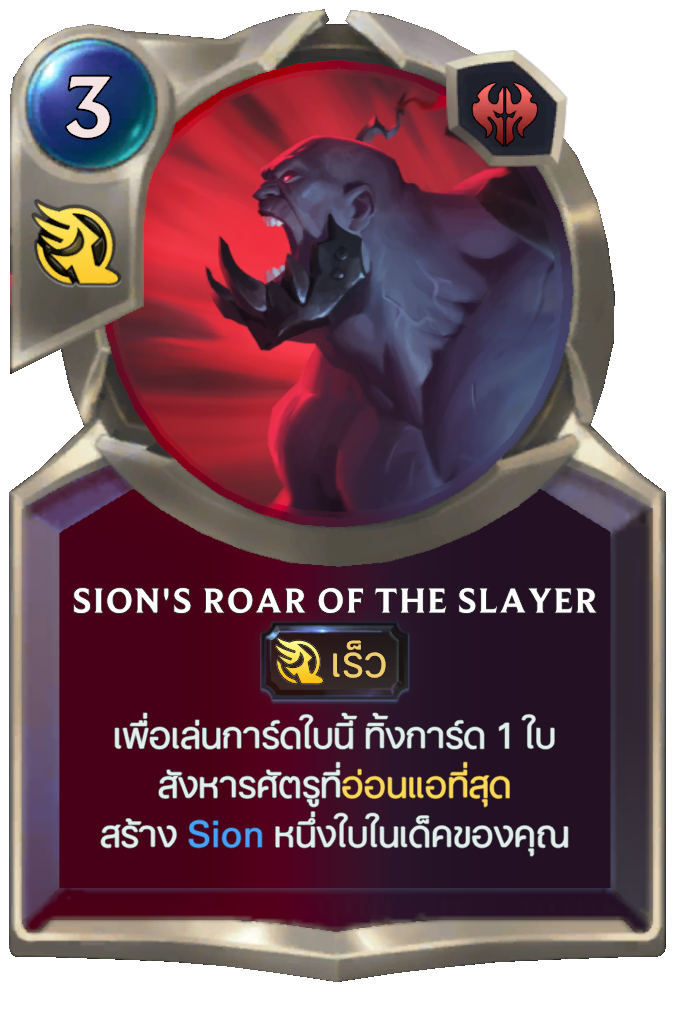 3
SION'S ROAR OF THE SLAYER
เร็ว
เพื่อเล่นการ์ดใบนี้ ทิ้งการ์ด 1 ใบ
สังหารศัตรูที่อ่อนแอที่สุด
สร้าง Sion หนึ่งใบในเด็คของคุณ